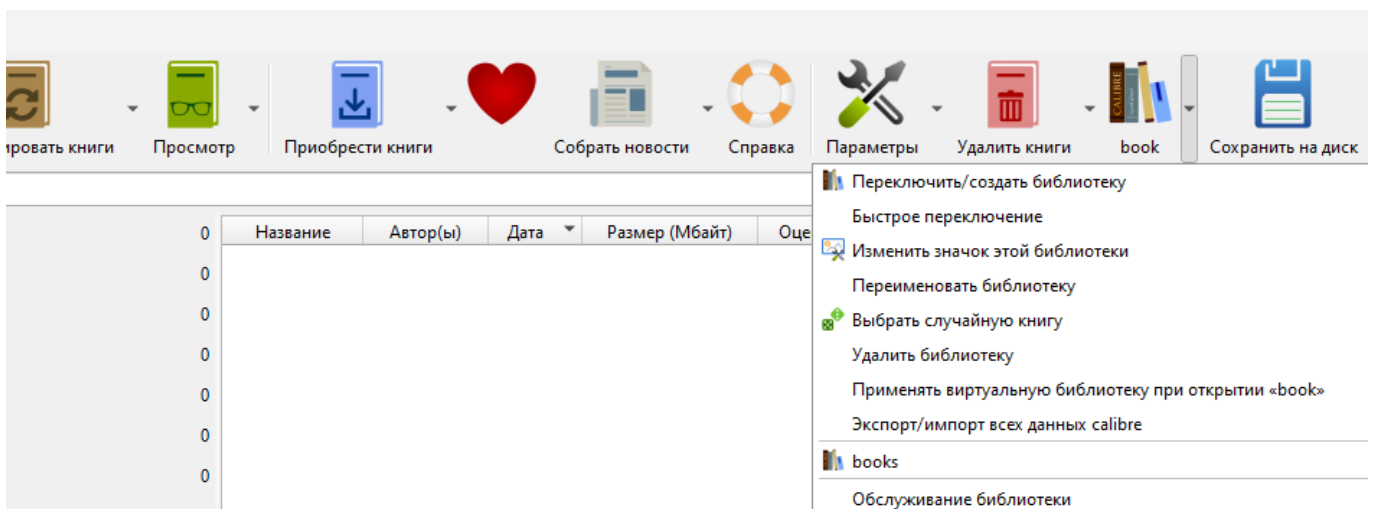 ировать книги
Просмотр
Приобрести книги
Собрать новости
Справка
Параметры
Удалить книги
CALIBRE
book
Сохранить на диск
Переключить/создать библиотеку
Быстрое переключение
Изменить значок этой библиотеки
Переименовать библиотеку
Выбрать случайную книгу
Удалить библиотеку
Применять виртуальную библиотеку при открытии «book»
Экспорт/импорт всех данных calibre
books
Обслуживание библиотеки
Название Автор(ы) Дата Размер (Мбайт) Оце
0
0
0
0
0
0
0